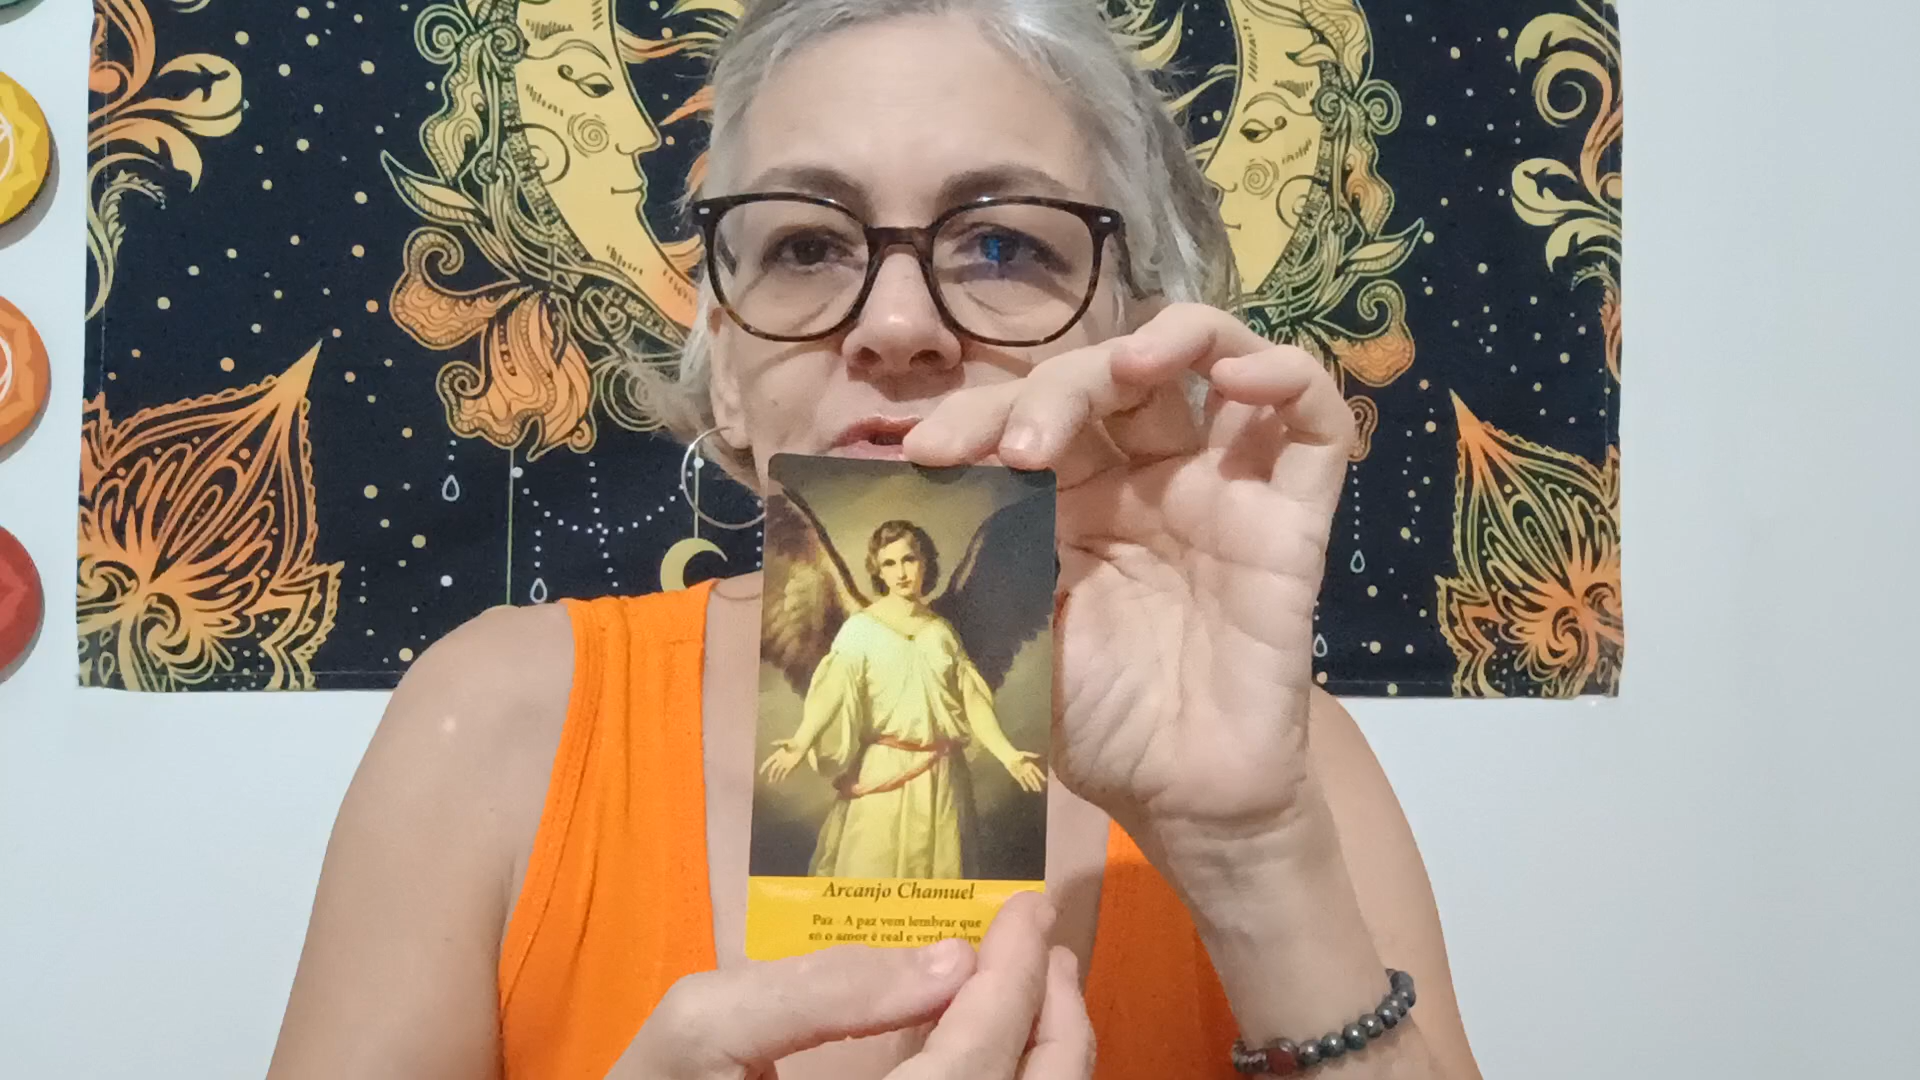 Arcanjo Chamuel
Paz - A paz vem lembrar que
só o amor é real e verdadeiro